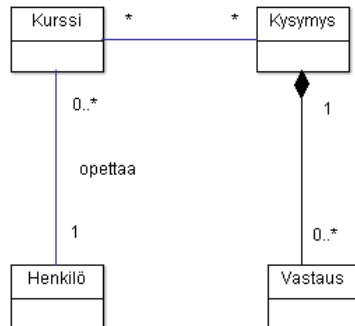 Kurssi * * Kysymys
0..* 1
opettaa
1 0..*
Henkilö Vastaus